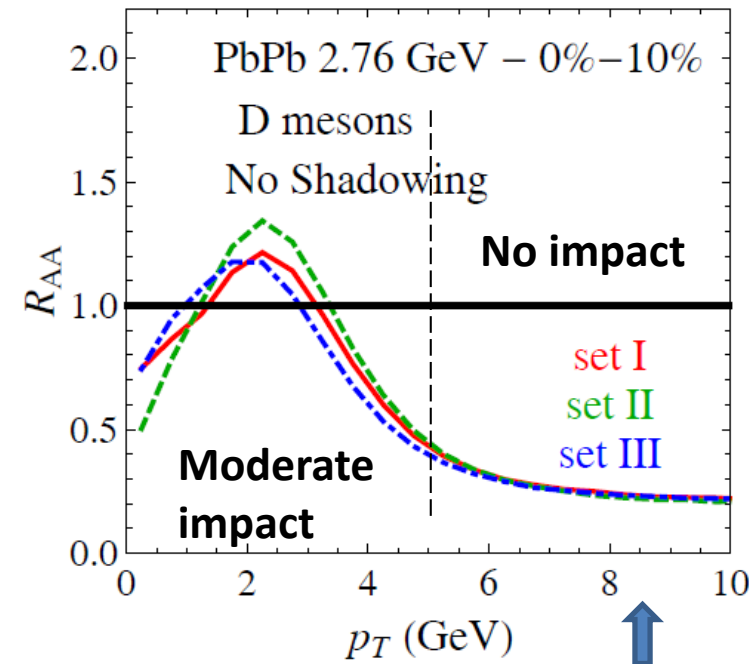 PbPb 2.76 GeV – 0%–10%
D mesons
No Shadowing
No impact
set I
set II
set III
Moderate
impact
R_AA
2.0
1.5
1.0
0.5
0.0
0 2 4 6 8 10
p_T (GeV)